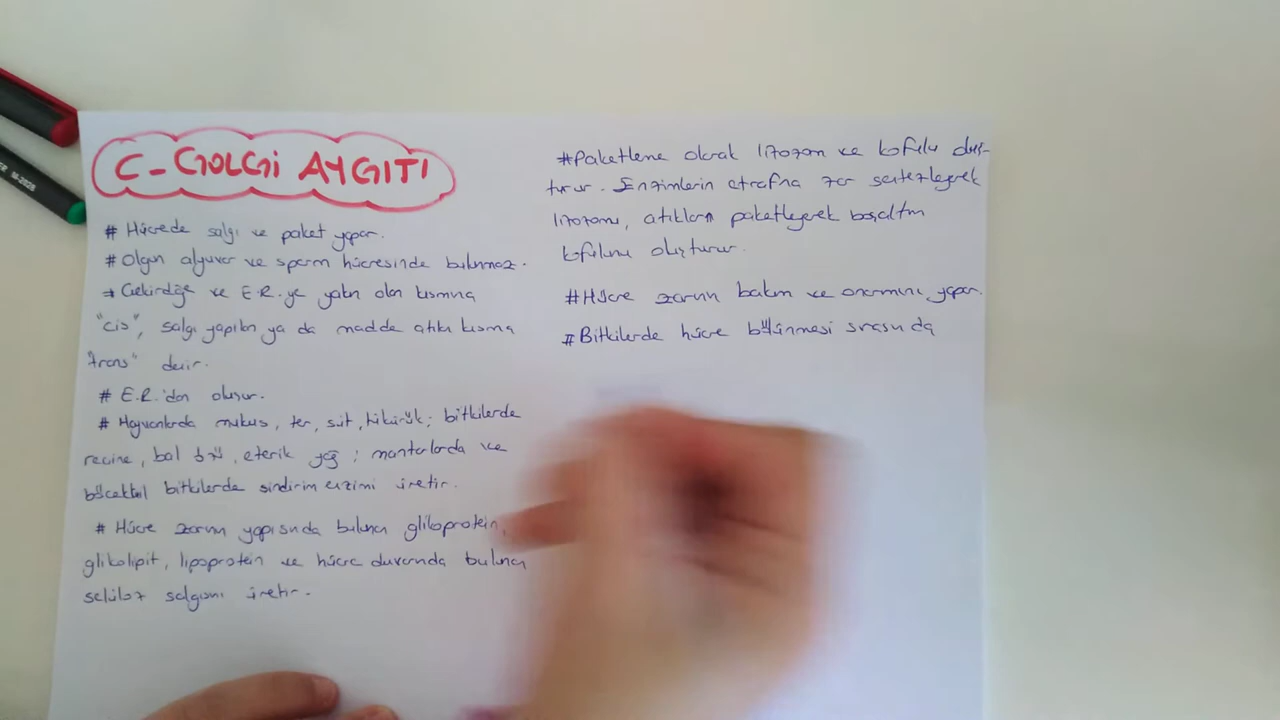 C- GOLGİ AYGITI
# Hücrede salgı ve paket yapar.
# Olgun alyuvar ve sperm hücresinde bulunmaz.
→ Çekirdeğe ve E.R.ye yakın olan kısmına
"cis", salgı yapılan ya da madde atılan kısma
"trans" denir.
# E.R.'den oluşur.
# Hayvanlarda mukus, ter, süt, tükürük; bitkilerde
reçine, bal özü, eterik yağ; mantarlarda ve
böcekçil bitkilerde sindirim enzimi üretir.
# Hücre zarının yapısında bulunan glikoprotein,
glikolipit, lipoprotein ve hücre duvarında bulunan
selüloz salgısını üretir.
#Paketleme olarak lizozom ve kofulu oluş-
turur. Enzimlerin etrafına zar sentezleyerek
lizozomu, atıkları paketleyerek boşaltım
kofulunu oluşturur.
#Hücre zarının bakım ve onarımını yapar.
#Bitkilerde hücre bölünmesi sırasında